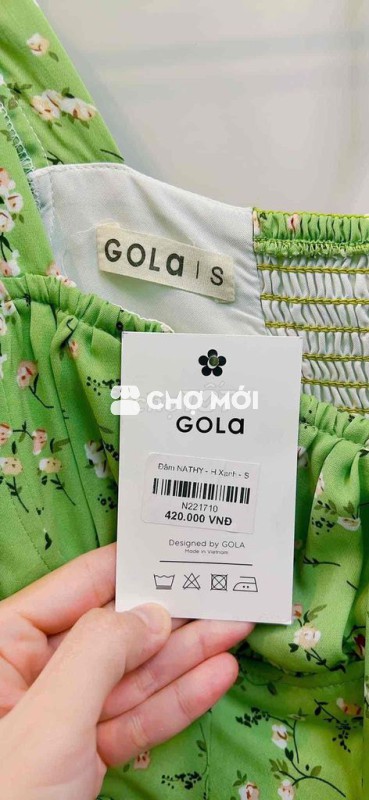 GOLA | S
CHỢ MỚI
GOLA
Đầm NATHY - H Xanh - S
N221710
420.000 VNĐ
Designed by GOLA
Made in Vietnam